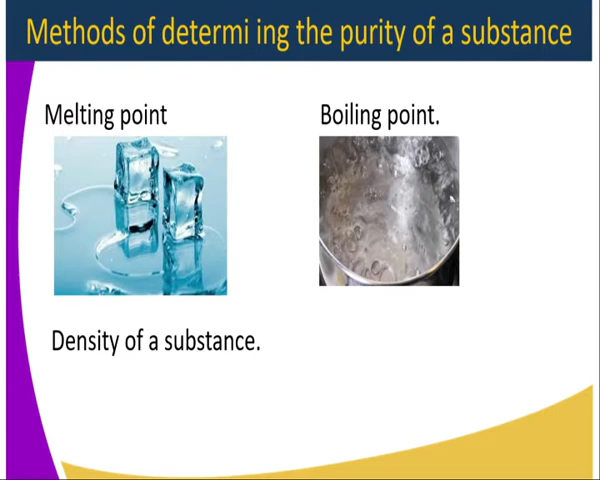 Methods of determi ing the purity of a substance
Melting point
Boiling point.
Density of a substance.